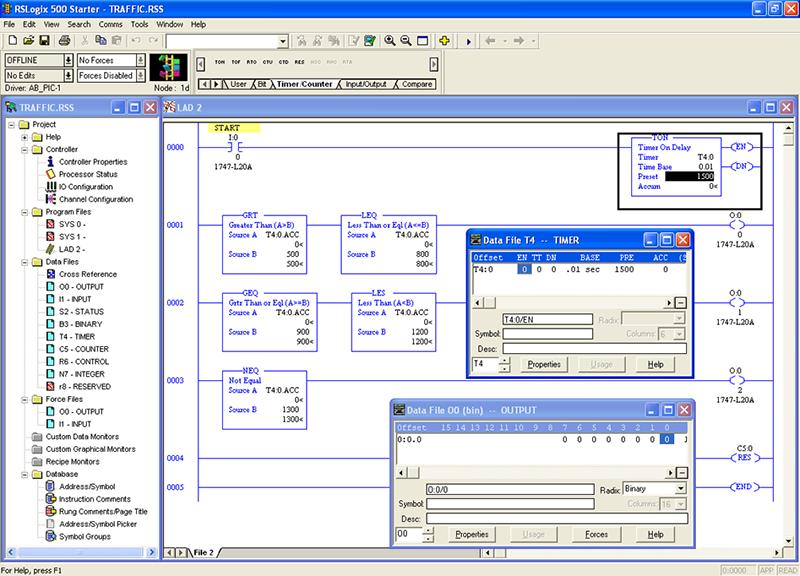 RSLogix 500 Starter - TRAFFIC.RSS
File Edit View Search Comms Tools Window Help
OFFLINE No Forces
No Edits Forces Disabled
Driver: AB_PIC-1 Node: 1d
TON TOF RTO CTU CTD RES HSC RHC RTA
User Bit Timer/Counter Input/Output Compare
TRAFFIC.RSS
Project
Help
Controller
Controller Properties
Processor Status
IO Configuration
Channel Configuration
Program Files
SYS 0 -
SYS 1 -
LAD 2 -
Data Files
Cross Reference
O0 - OUTPUT
I1 - INPUT
S2 - STATUS
B3 - BINARY
T4 - TIMER
C5 - COUNTER
R6 - CONTROL
N7 - INTEGER
r8 - RESERVED
Force Files
O0 - OUTPUT
I1 - INPUT
Custom Data Monitors
Custom Graphical Monitors
Recipe Monitors
Database
Address/Symbol
Instruction Comments
Rung Comments/Page Title
Address/Symbol Picker
Symbol Groups
LAD 2
START
I:0
0000
0
1747-L20A
TON
Timer On Delay
Timer T4:0
Time Base 0.01
Preset 1500
Accum 0<
EN
DN
0001
GRT
Greater Than (A>B)
Source A T4:0.ACC
0<
Source B 500
500<
LEQ
Less Than or Eql (A<=B)
Source A T4:0.ACC
0<
Source B 800
800<
O:0
0
1747-L20A
0002
GEQ
Grtr Than or Eql (A>=B)
Source A T4:0.ACC
0<
Source B 900
900<
LES
Less Than (A<B)
Source A T4:0.ACC
0<
Source B 1200
1200<
O:0
1
1747-L20A
0003
NEQ
Not Equal
Source A T4:0.ACC
0<
Source B 1300
1300<
O:0
2
1747-L20A
0004
C5:0
RES
0005
END
Data File T4 -- TIMER
Offset EN TT DN BASE PRE ACC (S
T4:0 0 0 0 .01 sec 1500 0
T4:0/EN Radix:
Symbol: Columns: 6
Desc:
T4 Properties Usage Help
Data File O0 (bin) -- OUTPUT
Offset 15 14 13 12 11 10 9 8 7 6 5 4 3 2 1 0
O:0.0 0 0 0 0 0 0 0 0
O:0/0 Radix: Binary
Symbol: Columns: 16
Desc:
O0 Properties Usage Forces Help
File 2
For Help, press F1
0:0000 APP READ